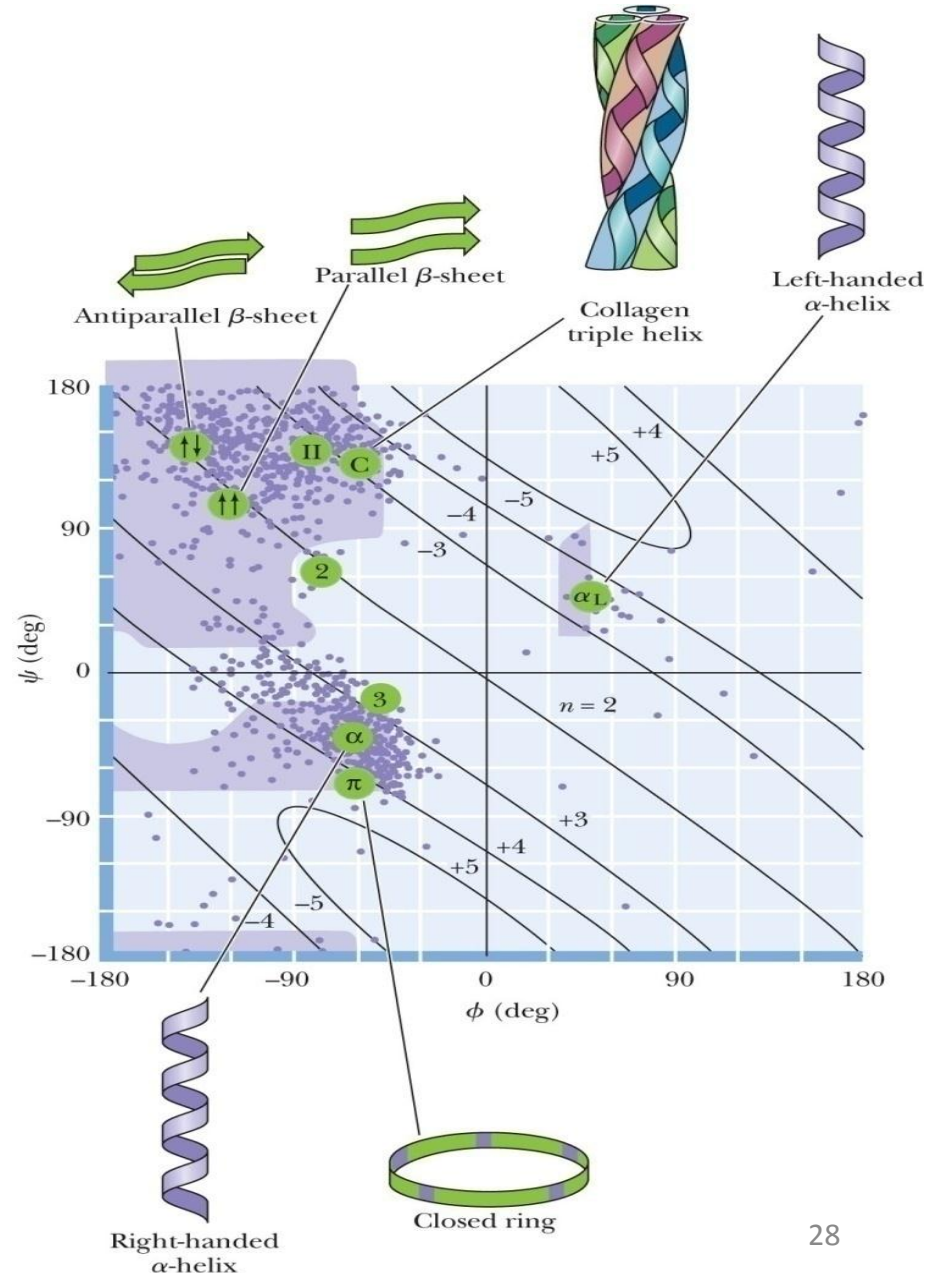 Left-handed
α-helix
Parallel β-sheet
Antiparallel β-sheet
Collagen
triple helix
180
+4
+5
↑↓
II
C
–5
↑↑
–4
90
–3
2
αL
ψ (deg)
0
3
n = 2
α
π
–90
+3
+4
+5
–5
–4
–180
–180
–90
0
90
180
ϕ (deg)
Closed ring
Right-handed
α-helix
28